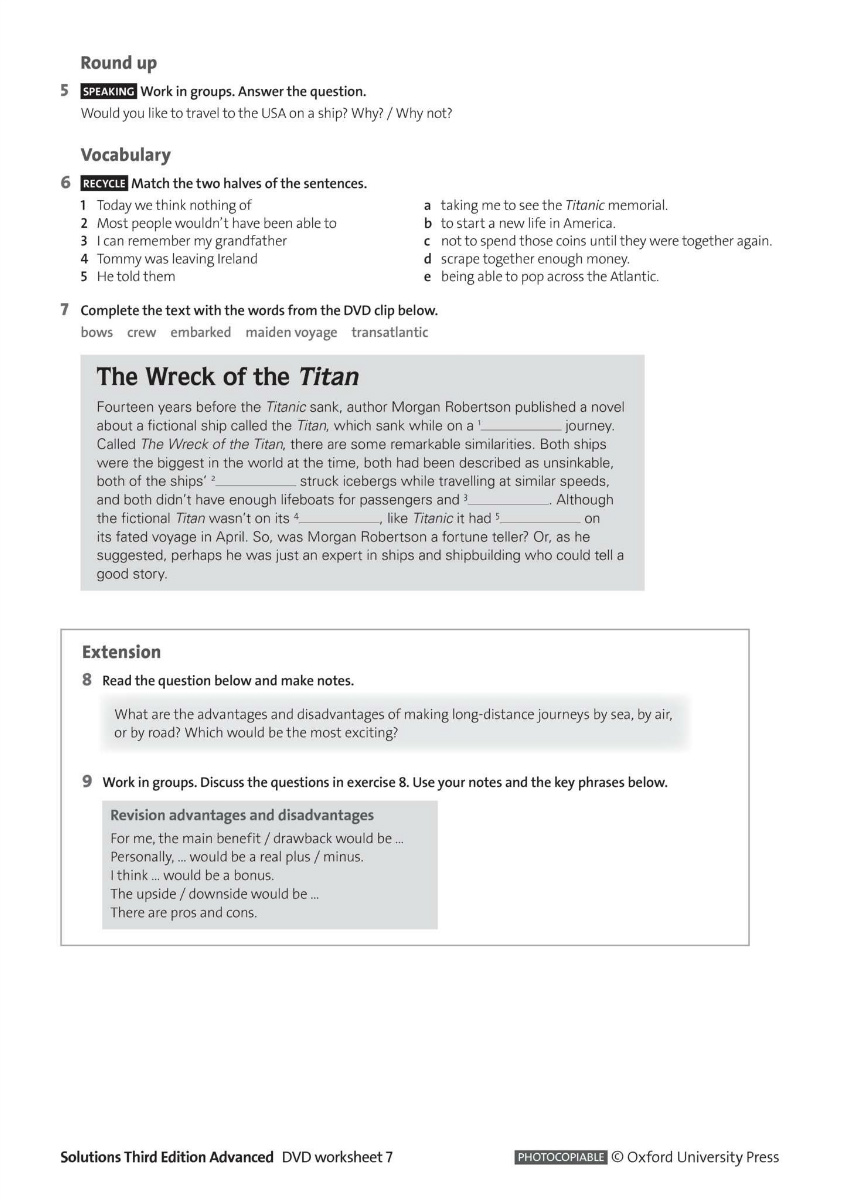 Round up
5 SPEAKING Work in groups. Answer the question.
Would you like to travel to the USA on a ship? Why? / Why not?
Vocabulary
6 RECYCLE Match the two halves of the sentences.
1 Today we think nothing of
2 Most people wouldn't have been able to
3 I can remember my grandfather
4 Tommy was leaving Ireland
5 He told them
a taking me to see the Titanic memorial.
b to start a new life in America.
c not to spend those coins until they were together again.
d scrape together enough money.
e being able to pop across the Atlantic.
7 Complete the text with the words from the DVD clip below.
bows crew embarked maiden voyage transatlantic
The Wreck of the Titan
Fourteen years before the Titanic sank, author Morgan Robertson published a novel
about a fictional ship called the Titan, which sank while on a ¹__________ journey.
Called The Wreck of the Titan, there are some remarkable similarities. Both ships
were the biggest in the world at the time, both had been described as unsinkable,
both of the ships' ²__________ struck icebergs while travelling at similar speeds,
and both didn't have enough lifeboats for passengers and ³__________. Although
the fictional Titan wasn't on its ⁴__________, like Titanic it had ⁵__________ on
its fated voyage in April. So, was Morgan Robertson a fortune teller? Or, as he
suggested, perhaps he was just an expert in ships and shipbuilding who could tell a
good story.
Extension
8 Read the question below and make notes.
What are the advantages and disadvantages of making long-distance journeys by sea, by air,
or by road? Which would be the most exciting?
9 Work in groups. Discuss the questions in exercise 8. Use your notes and the key phrases below.
Revision advantages and disadvantages
For me, the main benefit / drawback would be ...
Personally, ... would be a real plus / minus.
I think ... would be a bonus.
The upside / downside would be ...
There are pros and cons.
Solutions Third Edition Advanced DVD worksheet 7
PHOTOCOPIABLE © Oxford University Press